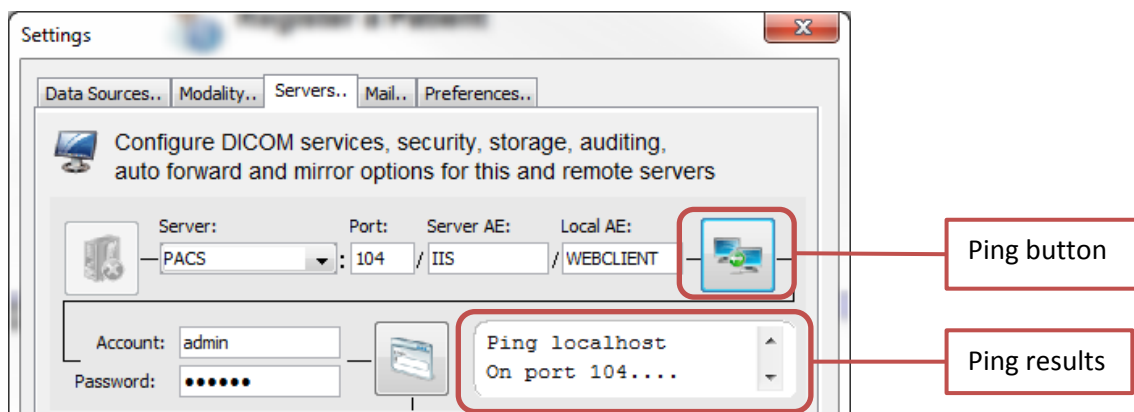 Register a Patient
Settings
Data Sources.. Modality.. Servers.. Mail.. Preferences..
Configure DICOM services, security, storage, auditing,
auto forward and mirror options for this and remote servers
Server: Port: Server AE: Local AE:
PACS : 104 / IIS / WEBCLIENT
Ping button
Account: admin
Ping localhost
On port 104....
Password: ●●●●●●
Ping results